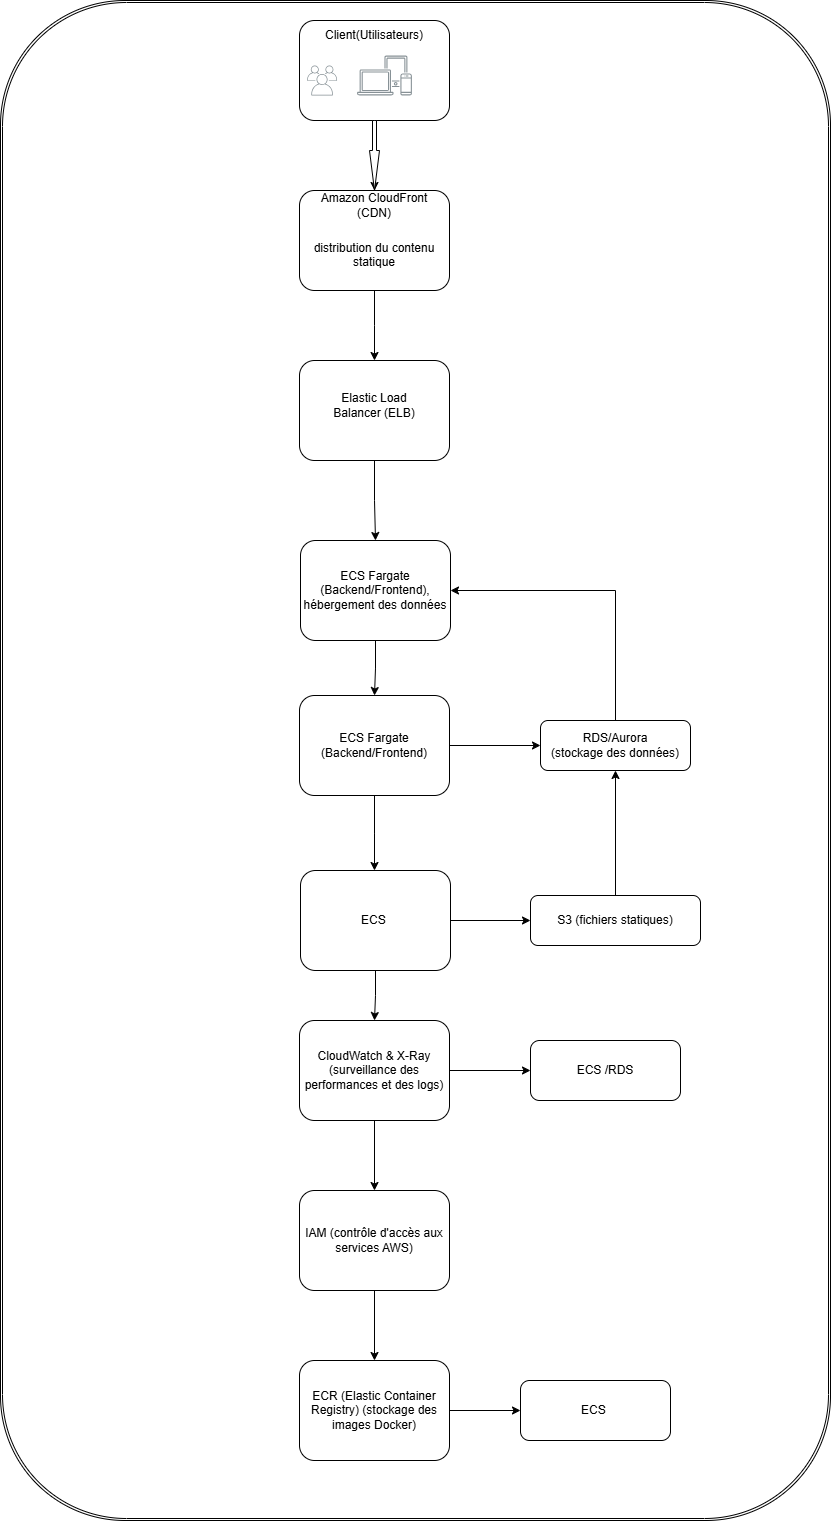 Client(Utilisateurs)
Amazon CloudFront
(CDN)
distribution du contenu
statique
Elastic Load
Balancer (ELB)
ECS Fargate
(Backend/Frontend),
hébergement des données
ECS Fargate
(Backend/Frontend)
RDS/Aurora
(stockage des données)
ECS
S3 (fichiers statiques)
CloudWatch & X-Ray
(surveillance des
performances et des logs)
ECS /RDS
IAM (contrôle d'accès aux
services AWS)
ECR (Elastic Container
Registry) (stockage des
images Docker)
ECS